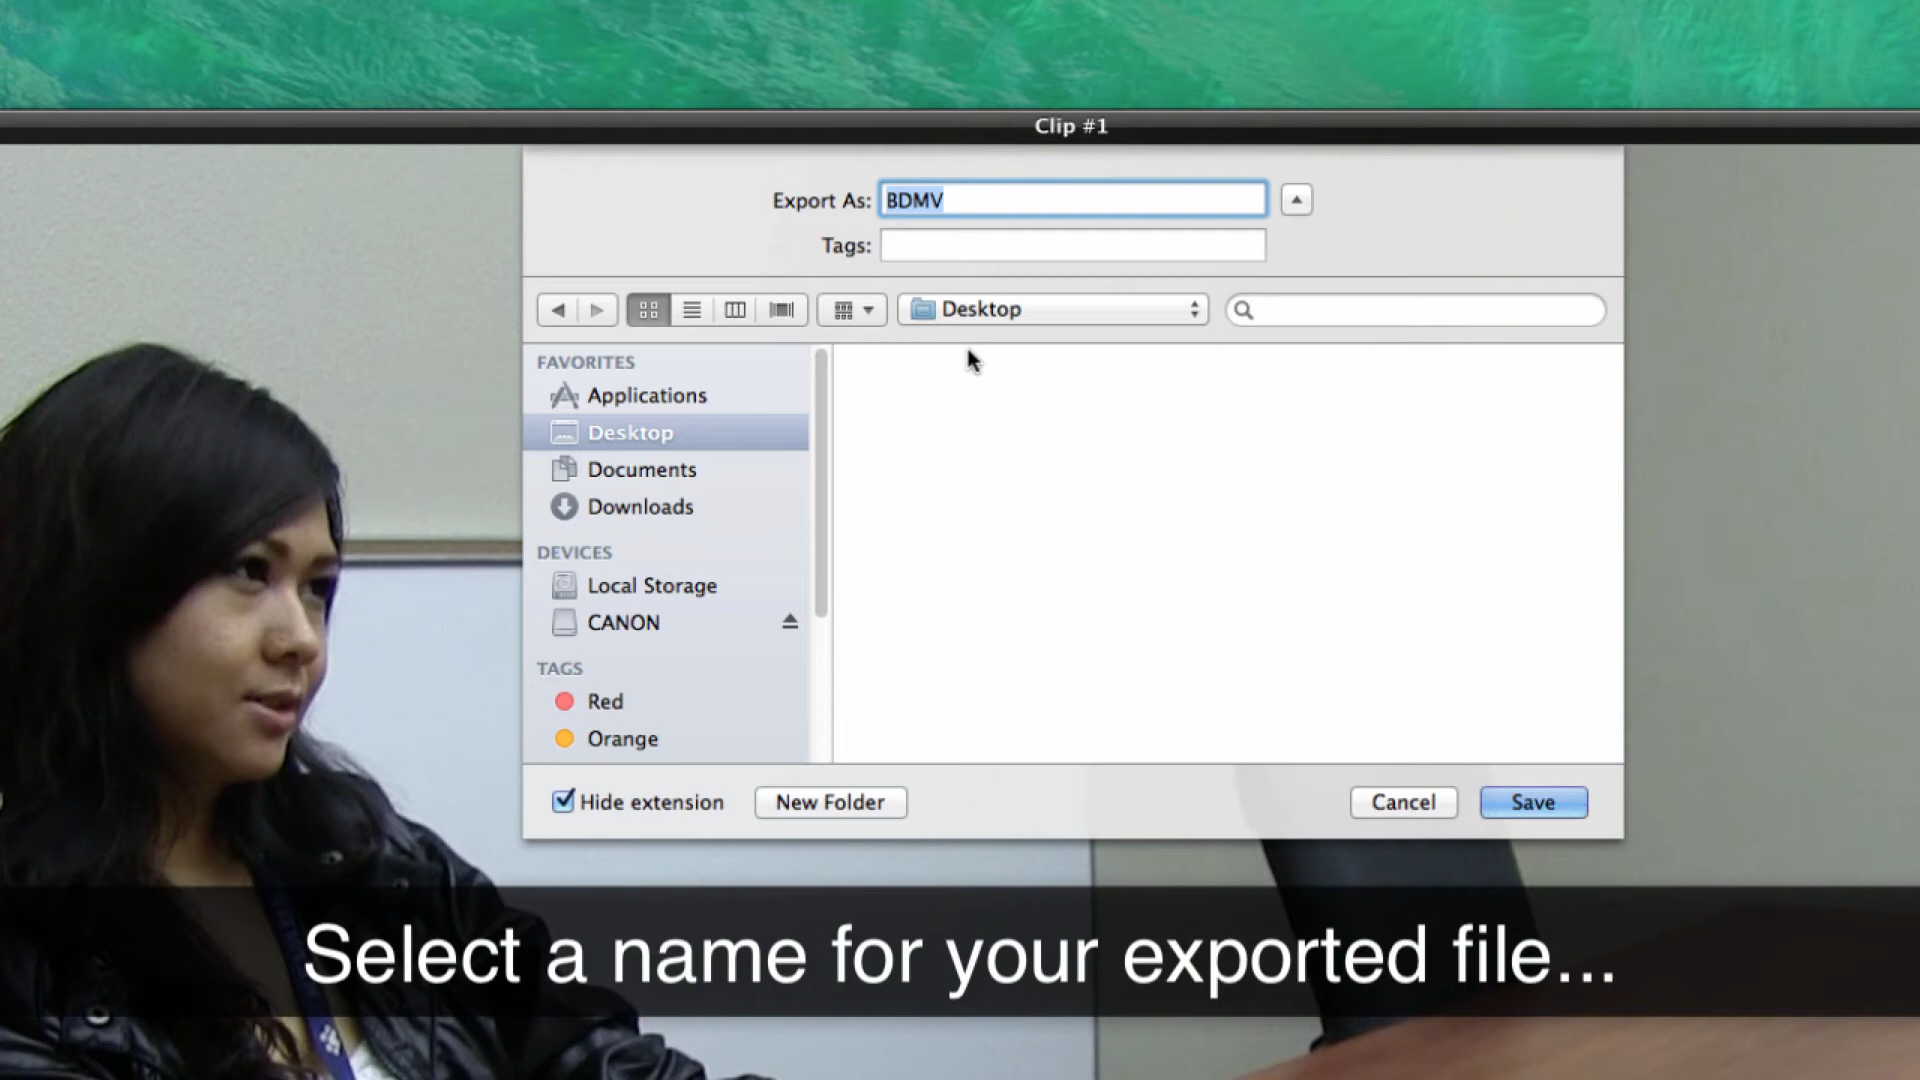 Clip #1
Export As: BDMV
Tags:
Desktop
FAVORITES
Applications
Desktop
Documents
Downloads
DEVICES
Local Storage
CANON
TAGS
Red
Orange
Hide extension
New Folder
Cancel
Save
Select a name for your exported file...